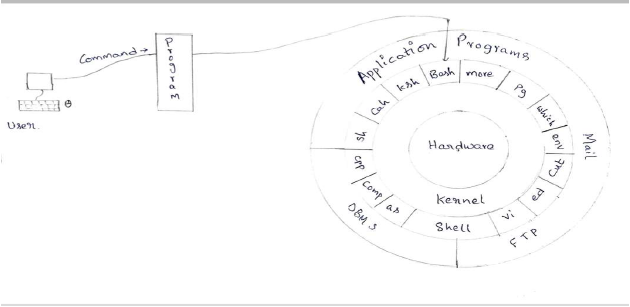 Command →
Program
User.
Application Programs
Mail
FTP
DBMS
sh
Csh
ksh
Bash
more
Pg
which
env
Cut
ed
vi
Shell
as
Comp
cpp
Hardware
Kernel